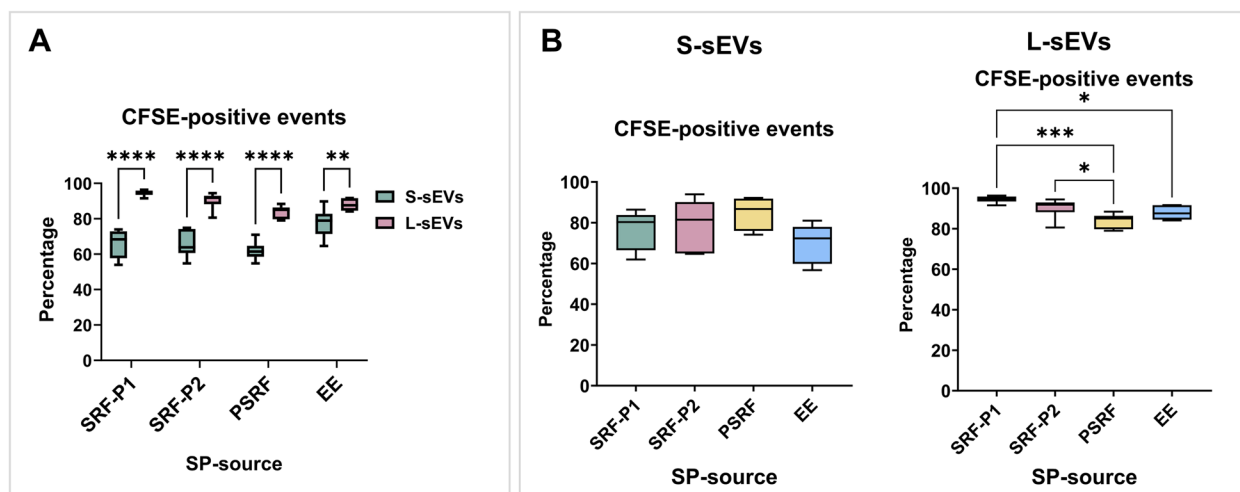 A
CFSE-positive events
**** **** **** **
100
80
60
40
20
0
Percentage
SRF-P1
SRF-P2
PSRF
EE
SP-source
S-sEVs
L-sEVs
B
S-sEVs
CFSE-positive events
100
80
60
40
20
0
Percentage
SRF-P1
SRF-P2
PSRF
EE
SP-source
L-sEVs
CFSE-positive events
*
***
*
100
80
60
40
20
0
Percentage
SRF-P1
SRF-P2
PSRF
EE
SP-source